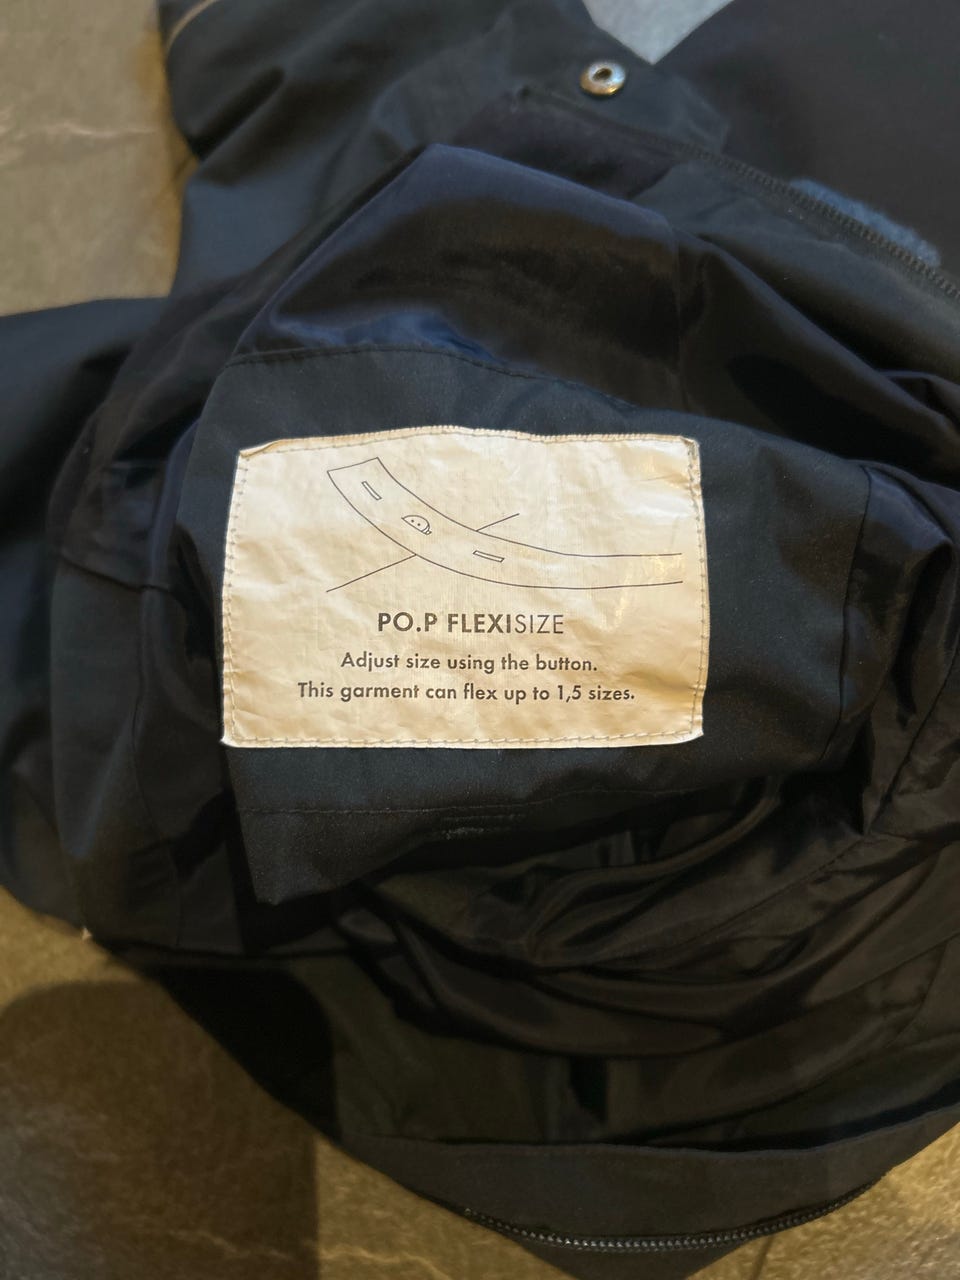 PO.P FLEXISIZE
Adjust size using the button.
This garment can flex up to 1,5 sizes.